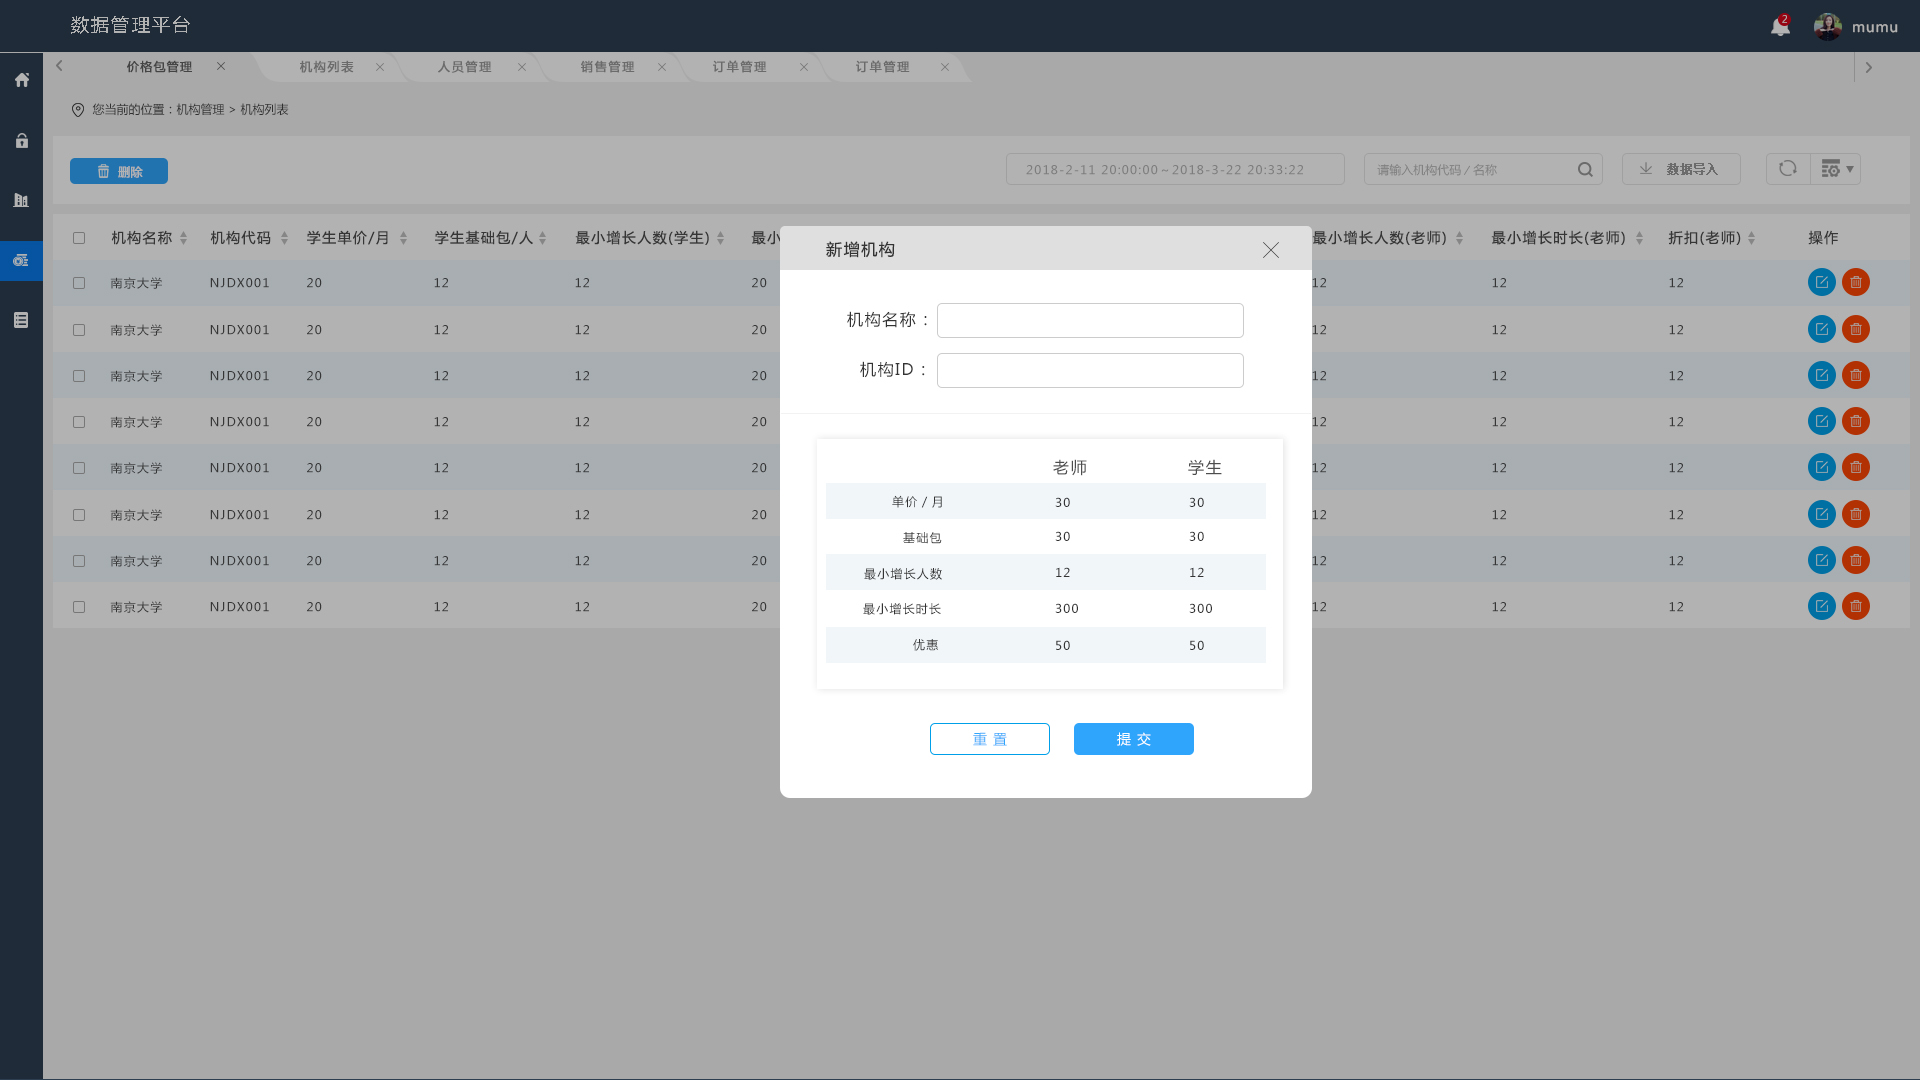 数据管理平台
2
mumu
价格包管理 机构列表 人员管理 销售管理 订单管理 订单管理
您当前的位置：机构管理 > 机构列表
删除 2018-2-11 20:00:00～2018-3-22 20:33:22 请输入机构代码 / 名称 数据导入
机构名称 机构代码 学生单价/月 学生基础包/人 最小增长人数(学生) 最小 最小增长人数(老师) 最小增长时长(老师) 折扣(老师) 操作
南京大学 NJDX001 20 12 12 20 12 12 12
南京大学 NJDX001 20 12 12 20 12 12 12
南京大学 NJDX001 20 12 12 20 12 12 12
南京大学 NJDX001 20 12 12 20 12 12 12
南京大学 NJDX001 20 12 12 20 12 12 12
南京大学 NJDX001 20 12 12 20 12 12 12
南京大学 NJDX001 20 12 12 20 12 12 12
南京大学 NJDX001 20 12 12 20 12 12 12
新增机构
机构名称：
机构ID：
老师 学生
单价 / 月 30 30
基础包 30 30
最小增长人数 12 12
最小增长时长 300 300
优惠 50 50
重 置 提 交